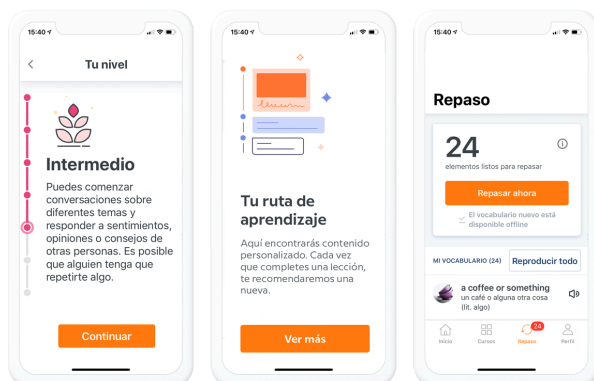 15:40
Tu nivel
Intermedio
Puedes comenzar
conversaciones sobre
diferentes temas y
responder a sentimientos,
opiniones o consejos de
otras personas. Es posible
que alguien tenga que
repetirte algo.
Continuar
15:40
Tu ruta de
aprendizaje
Aquí encontrarás contenido
personalizado. Cada vez
que completes una lección,
te recomendaremos una
nueva.
Ver más
15:40
Repaso
24
elementos listos para repasar
Repasar ahora
El vocabulario nuevo está
disponible offline
MI VOCABULARIO (24) Reproducir todo
a coffee or something
un café o alguna otra cosa
(lit. algo)
24
Inicio Cursos Repaso Perfil